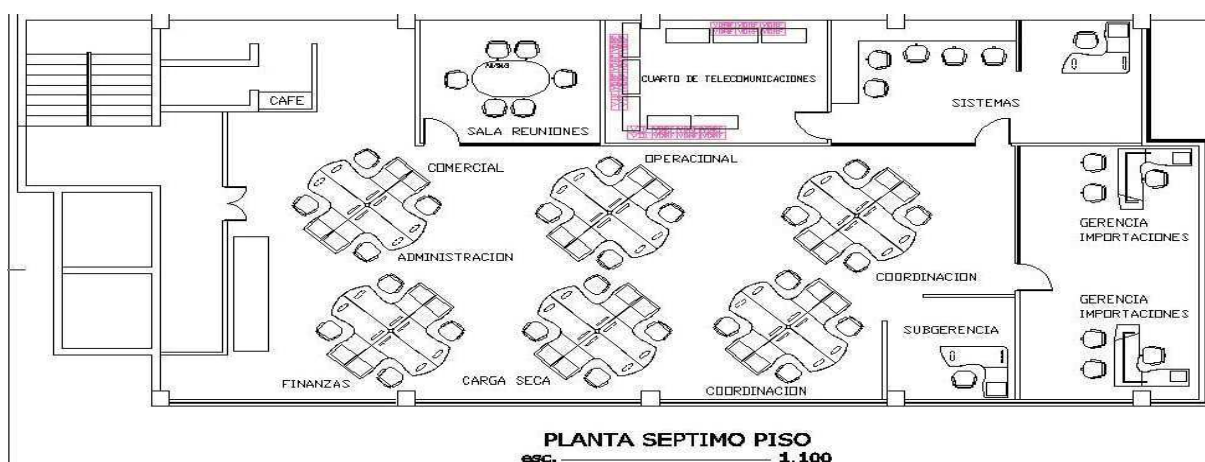 CAFE
SALA REUNIONES
CUARTO DE TELECOMUNICACIONES
SISTEMAS
COMERCIAL
OPERACIONAL
GERENCIA
IMPORTACIONES
ADMINISTRACION
COORDINACION
GERENCIA
IMPORTACIONES
SUBGERENCIA
FINANZAS
CARGA SECA
COORDINACION
PLANTA SEPTIMO PISO
esc. 1.100